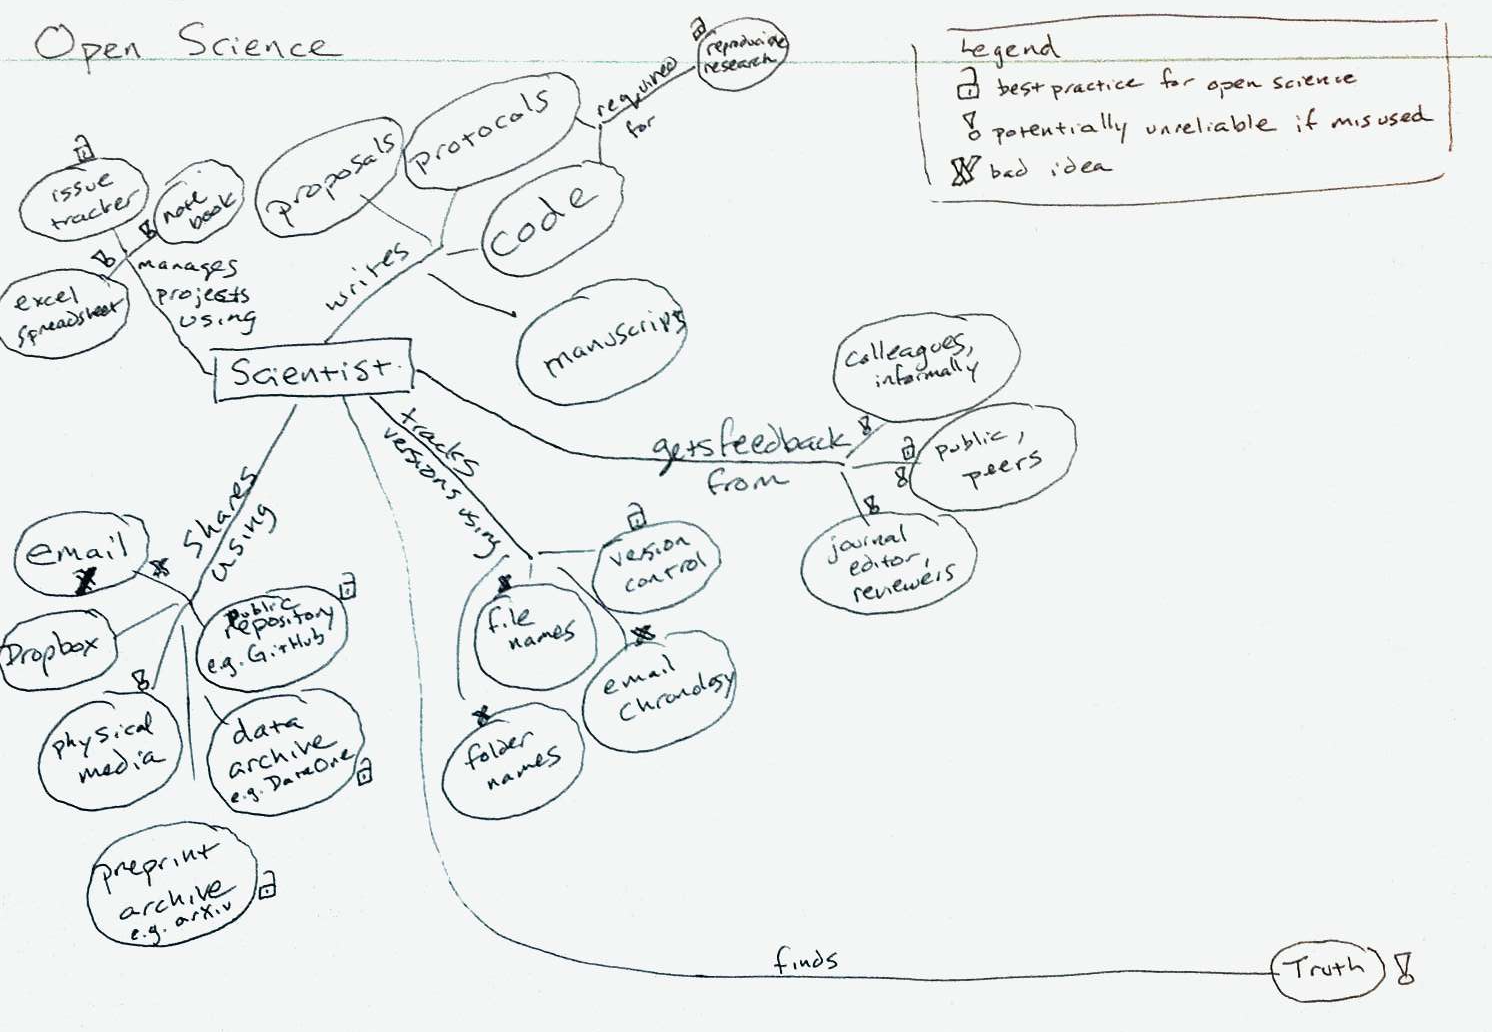 Open Science
Legend
best practice for open science
potentially unreliable if misused
bad idea
reproducible
research
required
for
protocols
proposals
code
manuscript
writes
issue
tracker
note
book
excel
spreadsheet
manages
projects
using
Scientist
colleagues,
informally
public,
peers
journal
editor,
reviewers
gets feedback
from
tracks
versions using
version
control
file
names
email
chronology
folder
names
shares
using
email
Dropbox
public
repository
e.g. GitHub
physical
media
data
archive
e.g. DataOne
preprint
archive
e.g. arXiv
finds
Truth